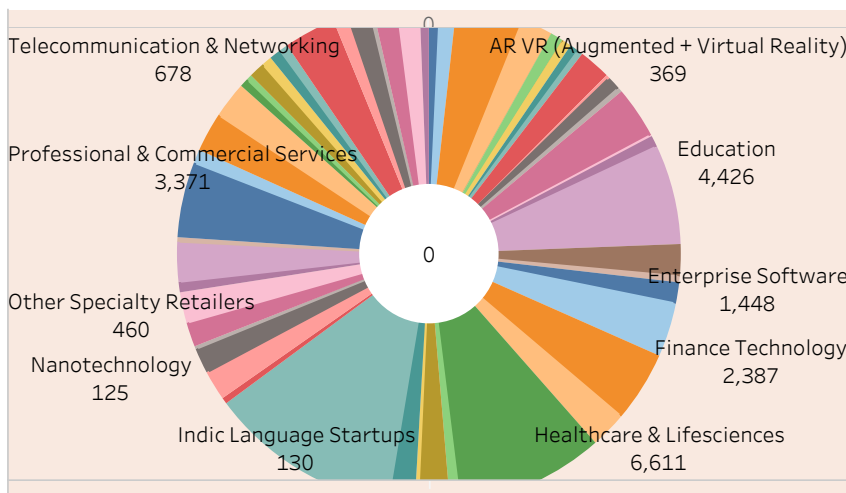 0
Telecommunication & Networking
678
AR VR (Augmented + Virtual Reality)
369
Professional & Commercial Services
3,371
Education
4,426
0
Enterprise Software
1,448
Other Specialty Retailers
460
Finance Technology
2,387
Nanotechnology
125
Indic Language Startups
130
Healthcare & Lifesciences
6,611